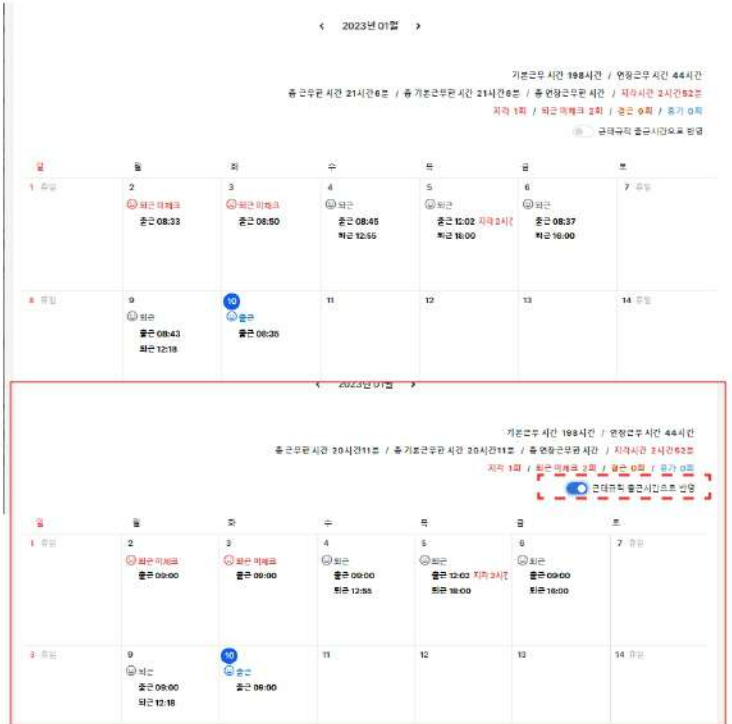 < 2023년 01월 >
기본근무 시간 198시간 / 연장근무 시간 44시간
총 근무한 시간 21시간6분 / 총 기본근무한 시간 21시간6분 / 총 연장근무한 시간 / 지각시간 2시간52분
지각 1회 / 퇴근 미체크 2회 / 결근 0회 / 휴가 0회
근태규칙 출근시간으로 반영
일 월 화 수 목 금 토
1 휴일 2 3 4 5 6 7 휴일
퇴근 미체크 퇴근 미체크 퇴근 퇴근 퇴근
출근 08:33 출근 08:50 출근 08:45 출근 12:02 지각 2시간 출근 08:37
퇴근 12:55 퇴근 18:00 퇴근 16:00
8 휴일 9 10 11 12 13 14 휴일
퇴근 출근
출근 08:43 출근 08:35
퇴근 12:18
< 2023년 01월 >
기본근무 시간 198시간 / 연장근무 시간 44시간
총 근무한 시간 20시간11분 / 총 기본근무한 시간 20시간11분 / 총 연장근무한 시간 / 지각시간 2시간52분
지각 1회 / 퇴근 미체크 2회 / 결근 0회 / 휴가 0회
근태규칙 출근시간으로 반영
일 월 화 수 목 금 토
1 휴일 2 3 4 5 6 7 휴일
퇴근 미체크 퇴근 미체크 퇴근 퇴근 퇴근
출근 09:00 출근 09:00 출근 09:00 출근 12:02 지각 2시간 출근 09:00
퇴근 12:55 퇴근 18:00 퇴근 16:00
8 휴일 9 10 11 12 13 14 휴일
퇴근 출근
출근 09:00 출근 09:00
퇴근 12:18